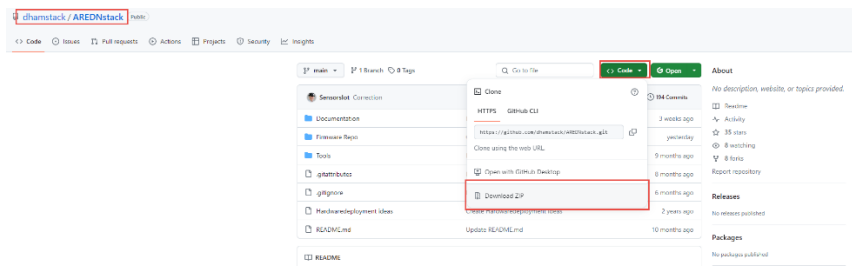 dhamstack / AREDNstack Public
Code Issues Pull requests Actions Projects Security Insights
main 1 Branch 0 Tags Go to file Code Open About
Sensorslot Correction 194 Commits
No description, website, or topics provided.
Clone
HTTPS GitHub CLI
https://github.com/dhamstack/AREDNstack.git
Clone using the web URL.
Open with GitHub Desktop
Download ZIP
Documentation 3 weeks ago
Firmware Repo yesterday
Tools 9 months ago
.gitattributes 8 months ago
.gitignore 6 months ago
Hardwaredeployment ideas Create Hardwaredeployment ideas 2 years ago
README.md Update README.md 10 months ago
README
Readme
Activity
35 stars
8 watching
8 forks
Report repository
Releases
No releases published
Packages
No packages published